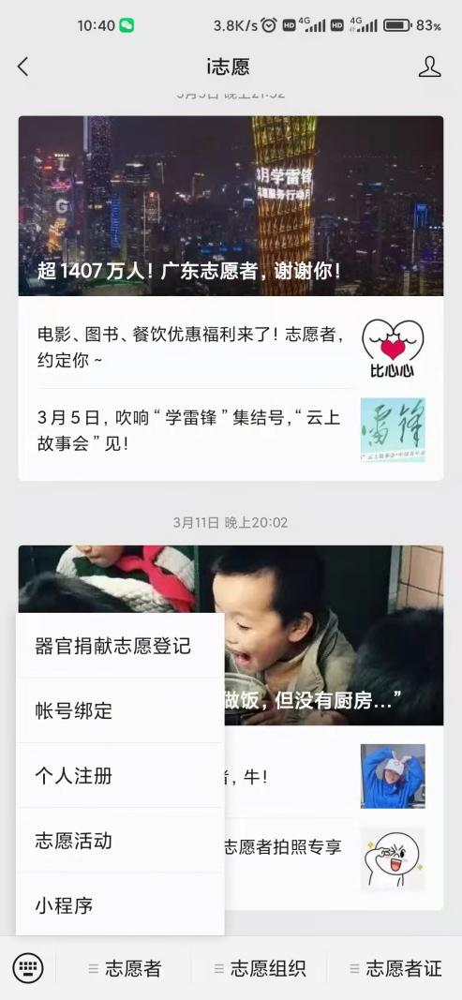 10:40
3.8K/s
HD
4G
HD
4G
83%
i志愿
3月5日 晚上21:52
3月学雷锋
志愿服务行动月
超1407万人！广东志愿者，谢谢你！
电影、图书、餐饮优惠福利来了！志愿者，
约定你~
比心心
3月5日，吹响“学雷锋”集结号，“云上
故事会”见！
雷锋
3月11日 晚上20:02
做饭，但没有厨房…”
，牛！
志愿者拍照专享
器官捐献志愿登记
帐号绑定
个人注册
志愿活动
小程序
志愿者
志愿组织
志愿者证